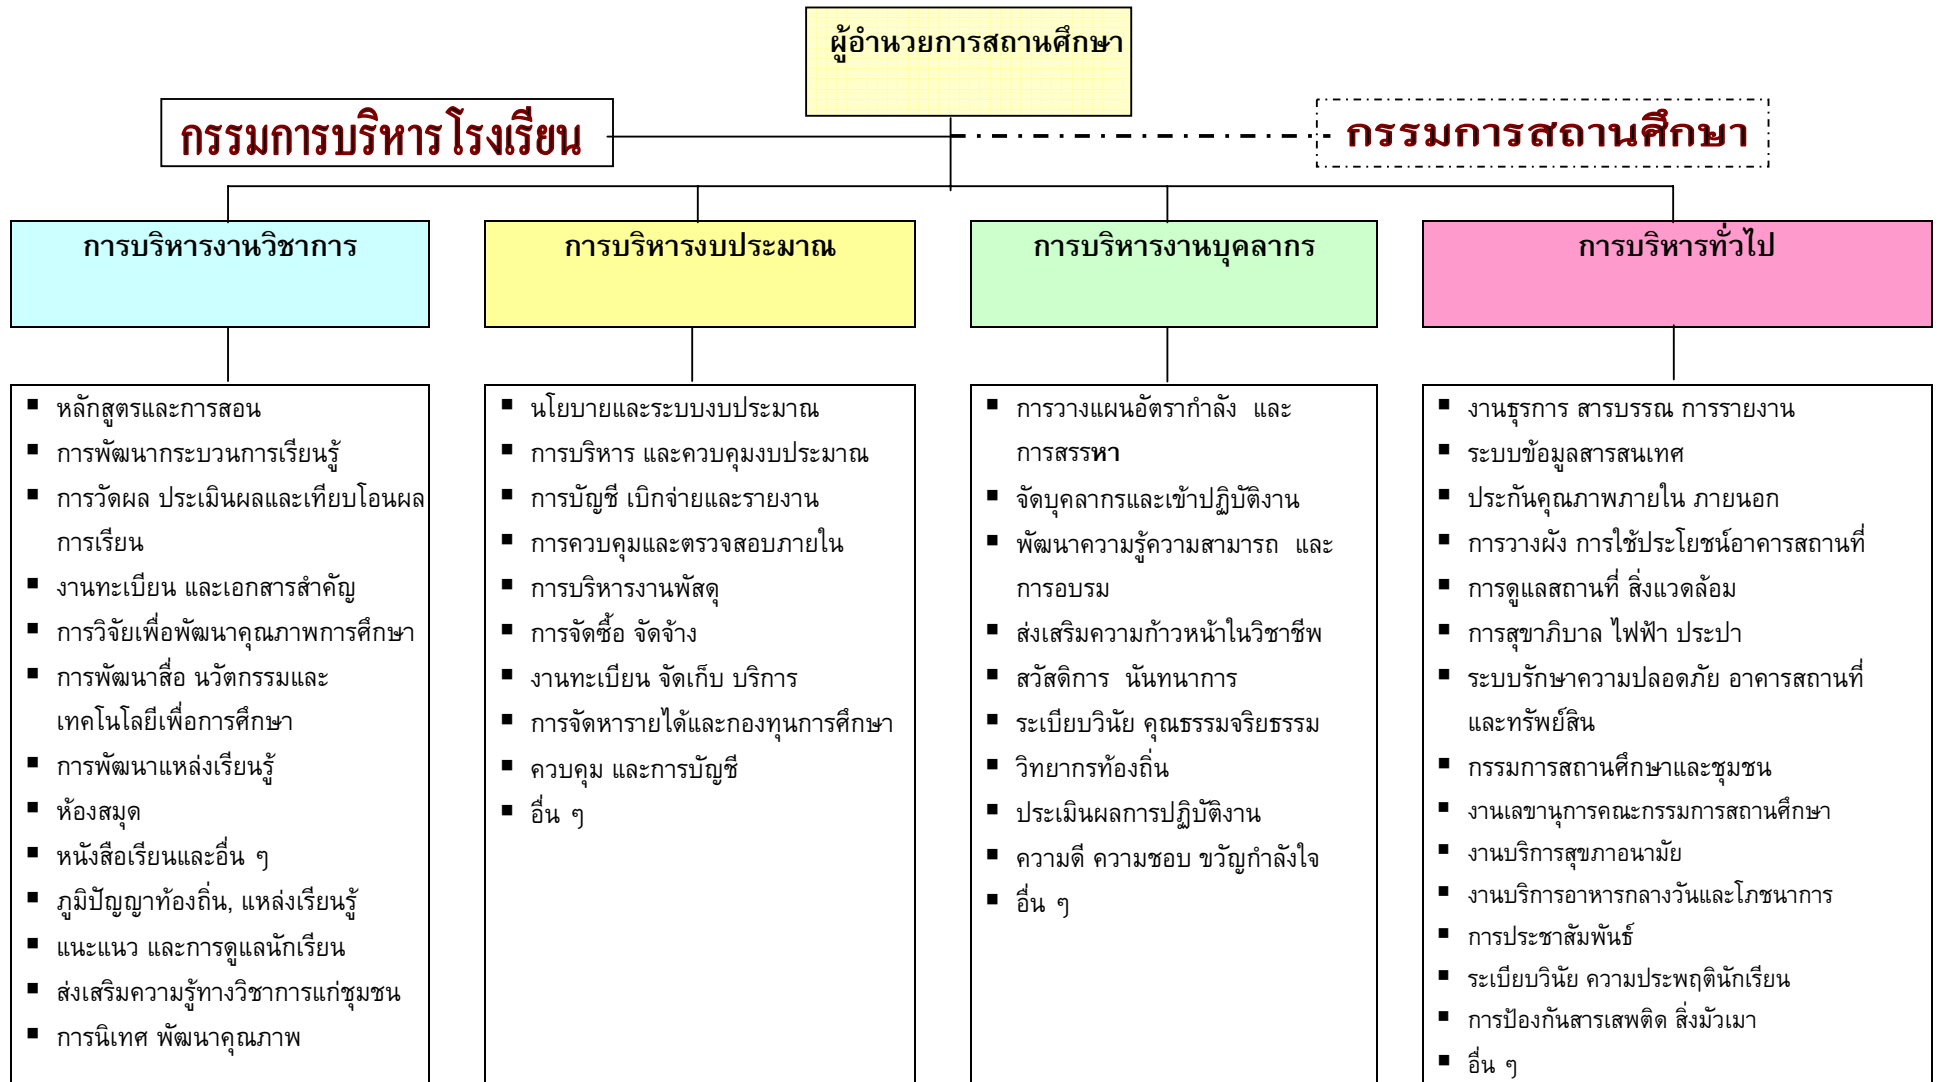 ผู้อำนวยการสถานศึกษา
กรรมการบริหารโรงเรียน
กรรมการสถานศึกษา
การบริหารงานวิชาการ
▪ หลักสูตรและการสอน
▪ การพัฒนากระบวนการเรียนรู้
▪ การวัดผล ประเมินผลและเทียบโอนผล
การเรียน
▪ งานทะเบียน และเอกสารสำคัญ
▪ การวิจัยเพื่อพัฒนาคุณภาพการศึกษา
▪ การพัฒนาสื่อ นวัตกรรมและ
เทคโนโลยีเพื่อการศึกษา
▪ การพัฒนาแหล่งเรียนรู้
▪ ห้องสมุด
▪ หนังสือเรียนและอื่น ๆ
▪ ภูมิปัญญาท้องถิ่น, แหล่งเรียนรู้
▪ แนะแนว และการดูแลนักเรียน
▪ ส่งเสริมความรู้ทางวิชาการแก่ชุมชน
▪ การนิเทศ พัฒนาคุณภาพ
การบริหารงบประมาณ
▪ นโยบายและระบบงบประมาณ
▪ การบริหาร และควบคุมงบประมาณ
▪ การบัญชี เบิกจ่ายและรายงาน
▪ การควบคุมและตรวจสอบภายใน
▪ การบริหารงานพัสดุ
▪ การจัดซื้อ จัดจ้าง
▪ งานทะเบียน จัดเก็บ บริการ
▪ การจัดหารายได้และกองทุนการศึกษา
▪ ควบคุม และการบัญชี
▪ อื่น ๆ
การบริหารงานบุคลากร
▪ การวางแผนอัตรากำลัง และ
การสรรหา
▪ จัดบุคลากรและเข้าปฏิบัติงาน
▪ พัฒนาความรู้ความสามารถ และ
การอบรม
▪ ส่งเสริมความก้าวหน้าในวิชาชีพ
▪ สวัสดิการ นันทนาการ
▪ ระเบียบวินัย คุณธรรมจริยธรรม
▪ วิทยากรท้องถิ่น
▪ ประเมินผลการปฏิบัติงาน
▪ ความดี ความชอบ ขวัญกำลังใจ
▪ อื่น ๆ
การบริหารทั่วไป
▪ งานธุรการ สารบรรณ การรายงาน
▪ ระบบข้อมูลสารสนเทศ
▪ ประกันคุณภาพภายใน ภายนอก
▪ การวางผัง การใช้ประโยชน์อาคารสถานที่
▪ การดูแลสถานที่ สิ่งแวดล้อม
▪ การสุขาภิบาล ไฟฟ้า ประปา
▪ ระบบรักษาความปลอดภัย อาคารสถานที่
และทรัพย์สิน
▪ กรรมการสถานศึกษาและชุมชน
▪ งานเลขานุการคณะกรรมการสถานศึกษา
▪ งานบริการสุขภาอนามัย
▪ งานบริการอาหารกลางวันและโภชนาการ
▪ การประชาสัมพันธ์
▪ ระเบียบวินัย ความประพฤตินักเรียน
▪ การป้องกันสารเสพติด สิ่งมัวเมา
▪ อื่น ๆ